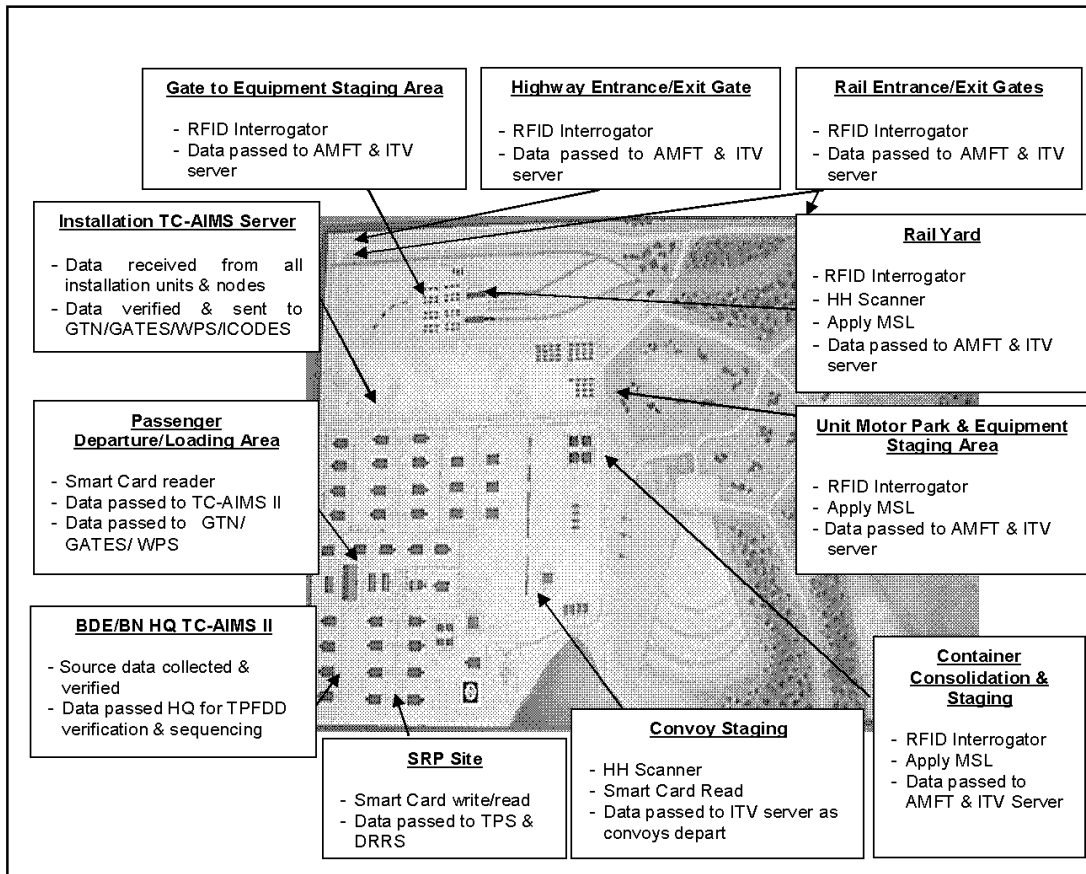 Gate to Equipment Staging Area
- RFID Interrogator
- Data passed to AMFT & ITV
server
Highway Entrance/Exit Gate
- RFID Interrogator
- Data passed to AMFT & ITV
server
Rail Entrance/Exit Gates
- RFID Interrogator
- Data passed to AMFT & ITV
server
Installation TC-AIMS Server
- Data received from all
installation units & nodes
- Data verified & sent to
GTN/GATES/WPS/ICODES
Rail Yard
- RFID Interrogator
- HH Scanner
- Apply MSL
- Data passed to AMFT & ITV
server
Passenger
Departure/Loading Area
- Smart Card reader
- Data passed to TC-AIMS II
- Data passed to GTN/
GATES/ WPS
Unit Motor Park & Equipment
Staging Area
- RFID Interrogator
- Apply MSL
- Data passed to AMFT & ITV
server
BDE/BN HQ TC-AIMS II
- Source data collected &
verified
- Data passed HQ for TPFDD
verification & sequencing
SRP Site
- Smart Card write/read
- Data passed to TPS &
DRRS
Convoy Staging
- HH Scanner
- Smart Card Read
- Data passed to ITV server as
convoys depart
Container
Consolidation &
Staging
- RFID Interrogator
- Apply MSL
- Data passed to
AMFT & ITV Server